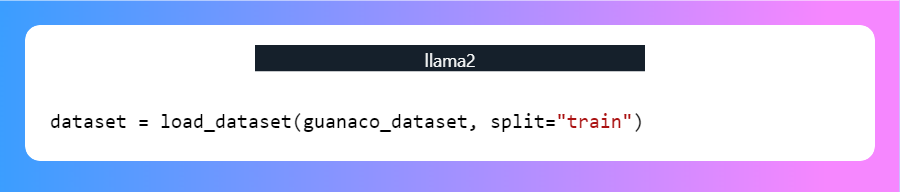 llama2
dataset = load_dataset(guanaco_dataset, split="train")